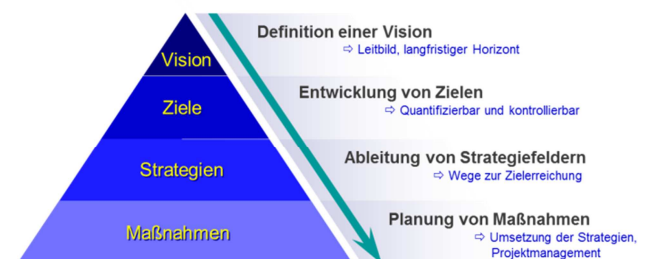 Vision
Definition einer Vision
⇨ Leitbild, langfristiger Horizont
Ziele
Entwicklung von Zielen
⇨ Quantifizierbar und kontrollierbar
Strategien
Ableitung von Strategiefeldern
⇨ Wege zur Zielerreichung
Maßnahmen
Planung von Maßnahmen
⇨ Umsetzung der Strategien,
Projektmanagement